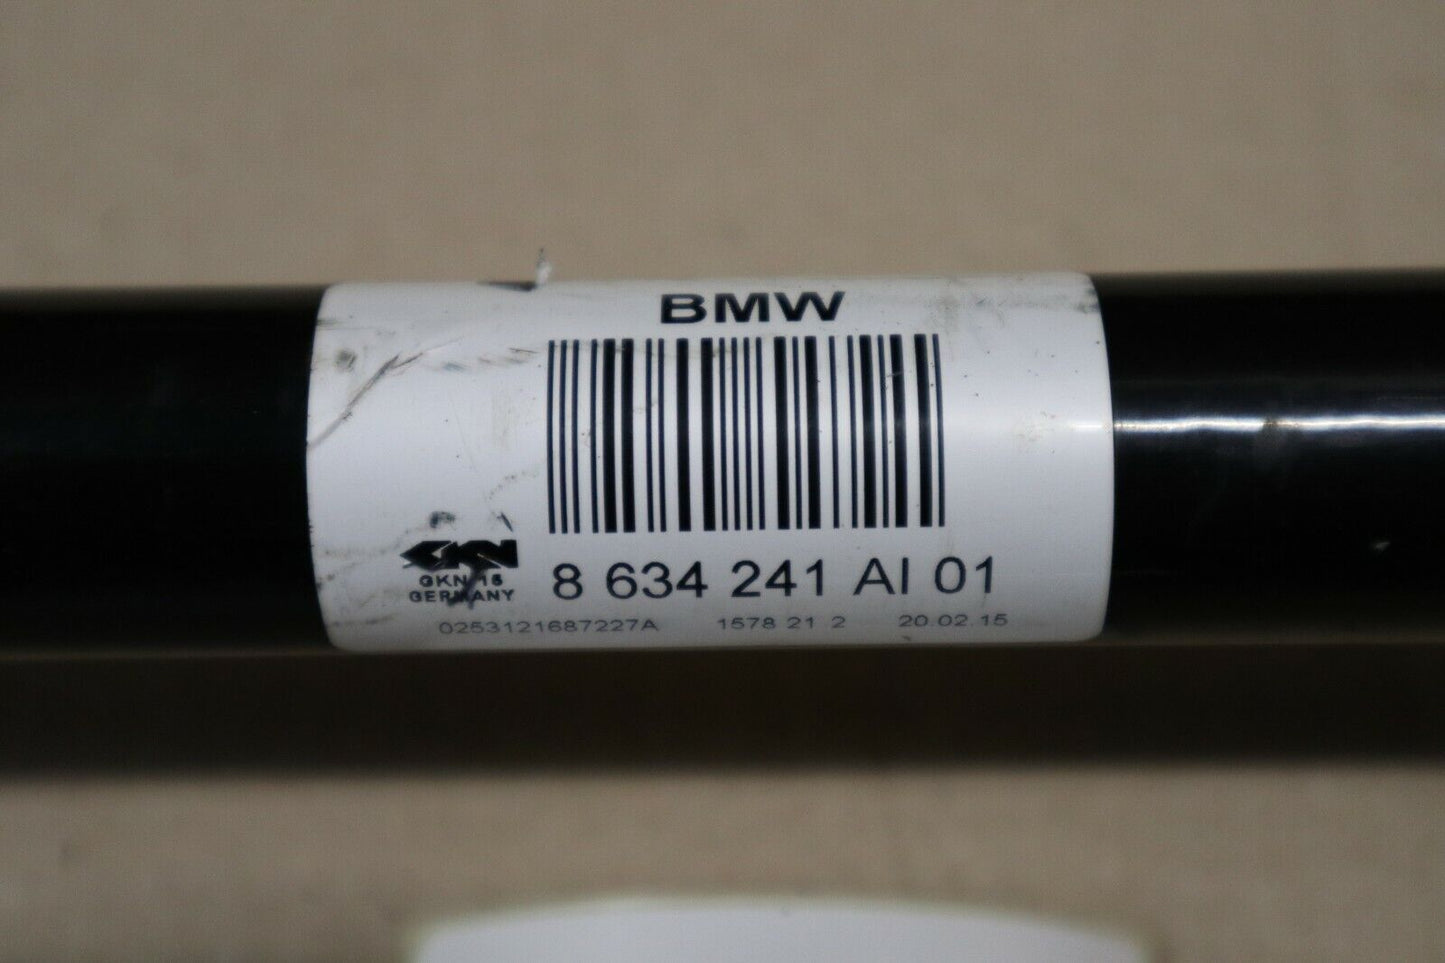 BMW
8 634 241 AI 01
GKN
GKN 15
GERMANY
0253121687227A 1578 21 2 20.02.15